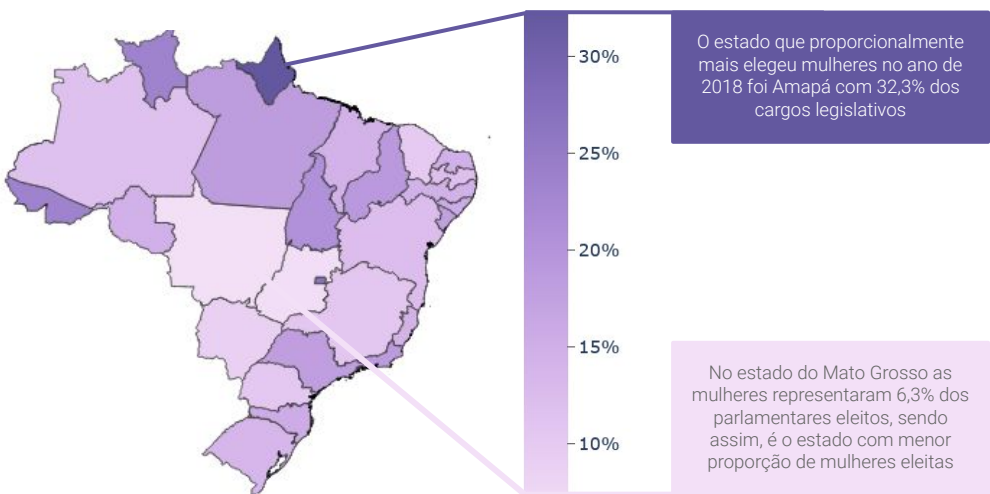 O estado que proporcionalmente
mais elegeu mulheres no ano de
2018 foi Amapá com 32,3% dos
cargos legislativos
30%
25%
20%
15%
10%
No estado do Mato Grosso as
mulheres representaram 6,3% dos
parlamentares eleitos, sendo
assim, é o estado com menor
proporção de mulheres eleitas